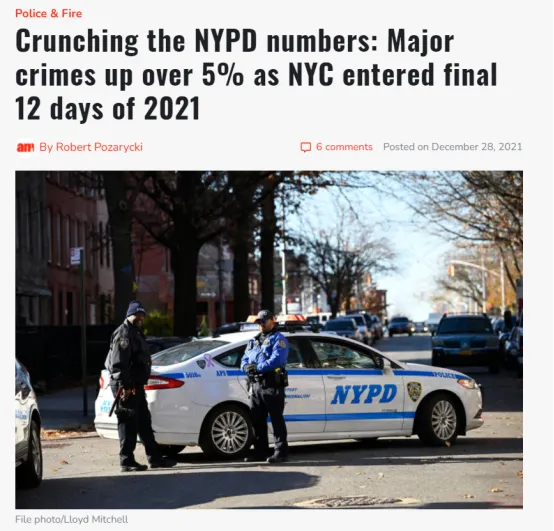 Police & Fire
Crunching the NYPD numbers: Major
crimes up over 5% as NYC entered final
12 days of 2021
am By Robert Pozarycki
6 comments Posted on December 28, 2021
POLICE
NYPD
File photo/Lloyd Mitchell